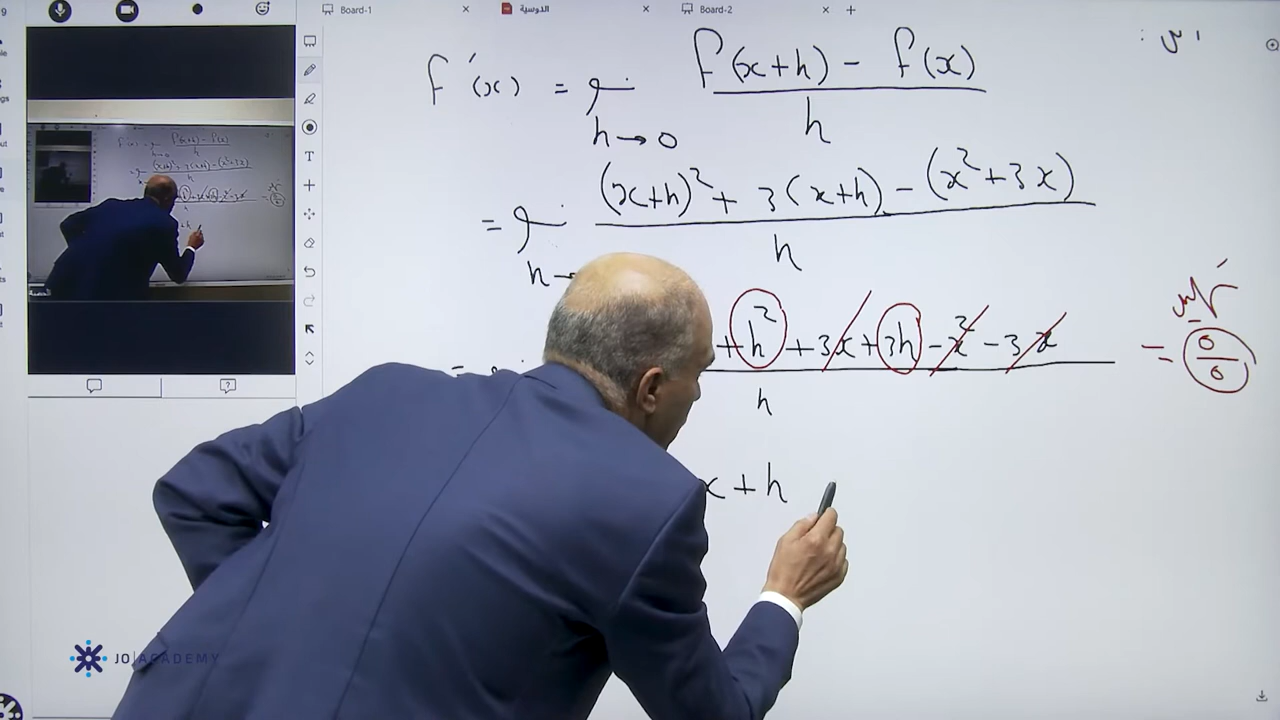 Board-1
الدوسية
Board-2
f'(x) = lim h→0 f(x+h) − f(x) / h
= lim h→ (x+h)² + 3(x+h) − (x²+3x) / h
+ h² + 3x + 3h − x² − 3x / h = 0/0
x + h
JO ACADEMY
T